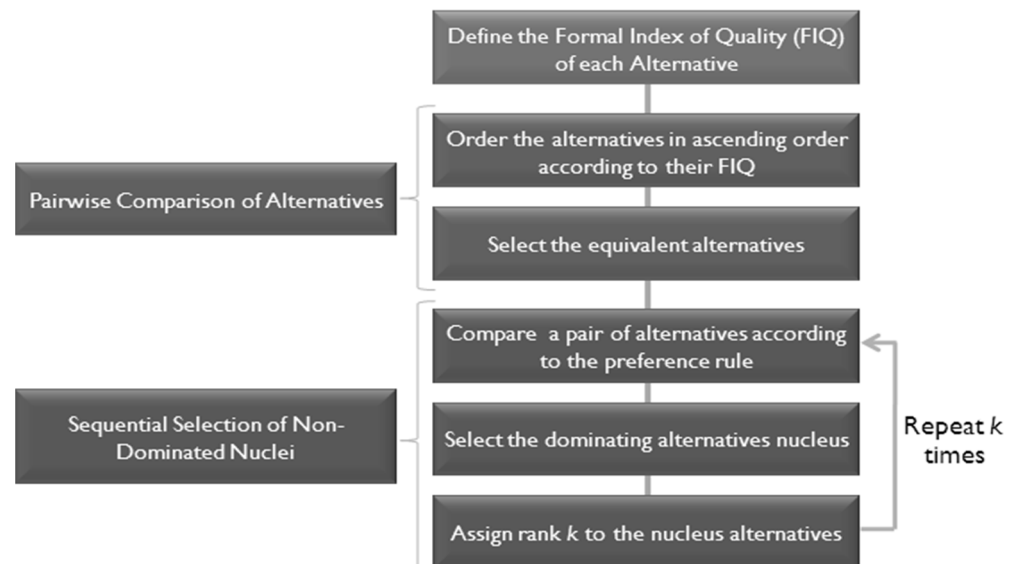 Define the Formal Index of Quality (FIQ)
of each Alternative
Order the alternatives in ascending order
according to their FIQ
Pairwise Comparison of Alternatives
Select the equivalent alternatives
Compare a pair of alternatives according
to the preference rule
Sequential Selection of Non-
Dominated Nuclei
Select the dominating alternatives nucleus
Repeat k
times
Assign rank k to the nucleus alternatives